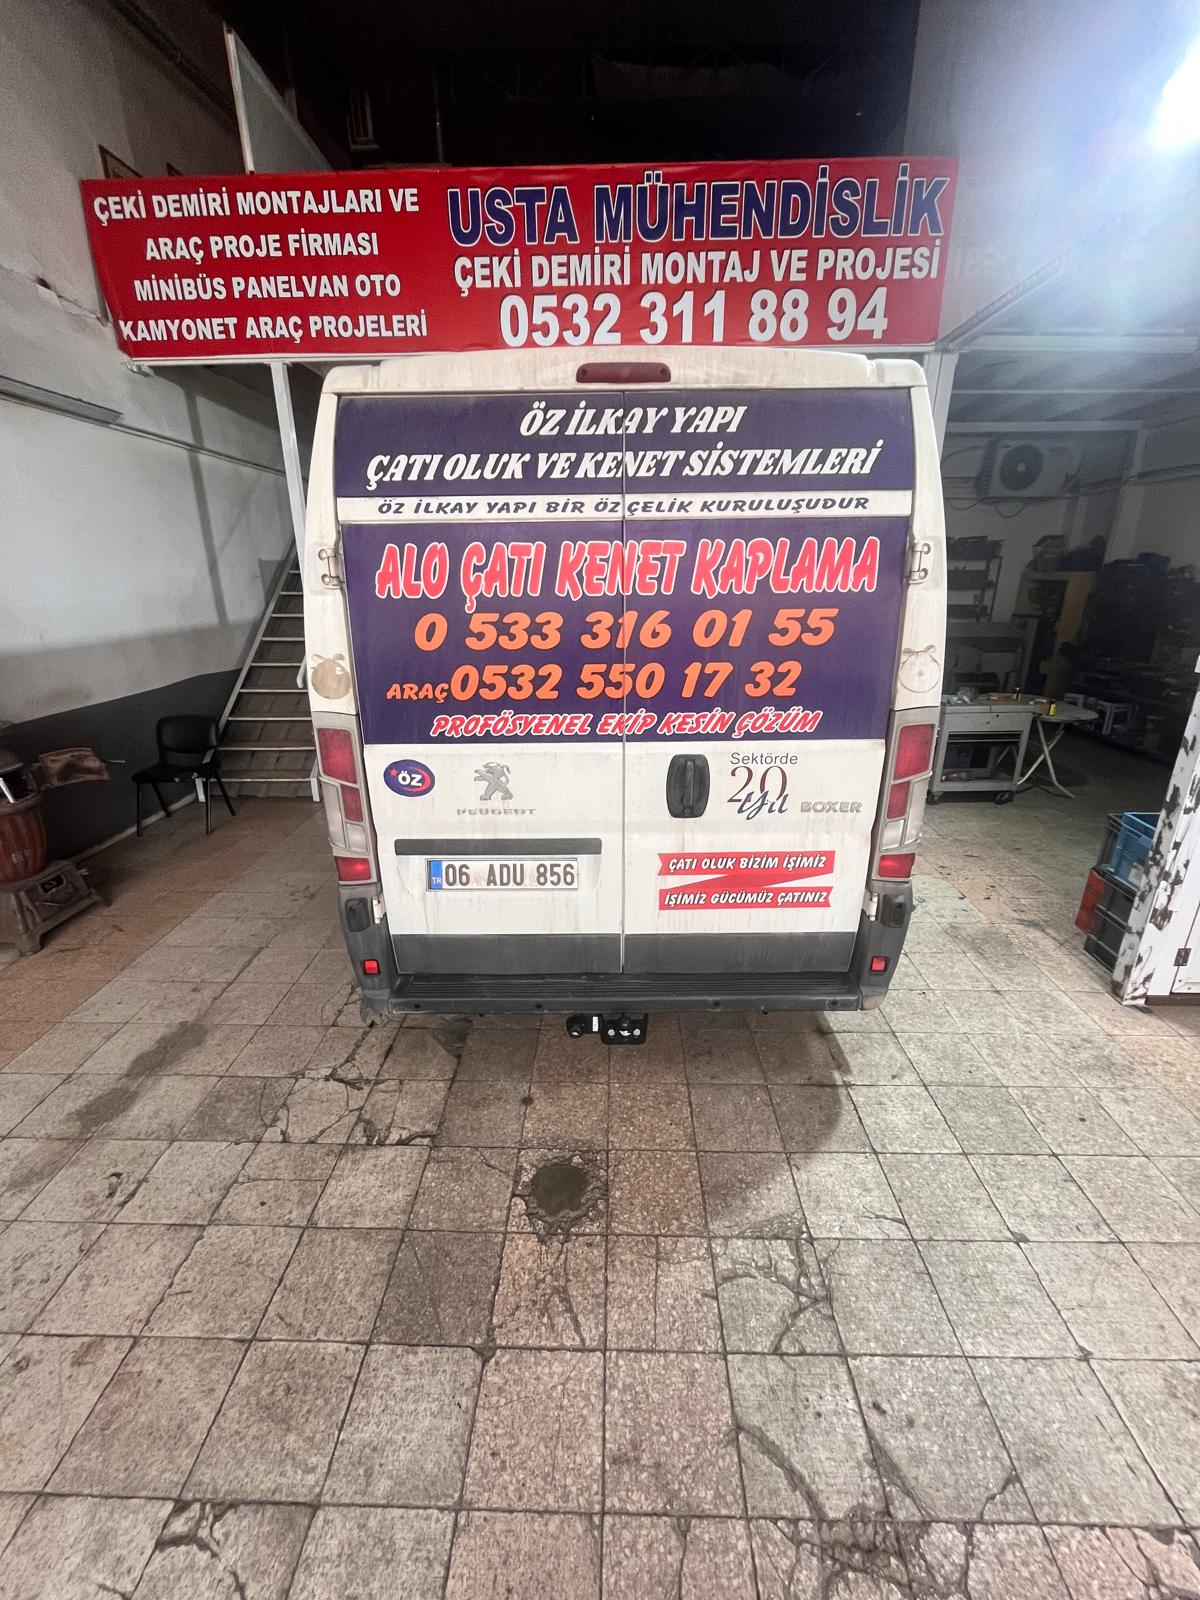 ÇEKİ DEMİRİ MONTAJLARI VE
ARAÇ PROJE FİRMASI
MİNİBÜS PANELVAN OTO
KAMYONET ARAÇ PROJELERİ
USTA MÜHENDİSLİK
ÇEKİ DEMİRİ MONTAJ VE PROJESİ
0532 311 88 94
ÖZ İLKAY YAPI
ÇATI OLUK VE KENET SİSTEMLERİ
ÖZ İLKAY YAPI BİR ÖZ ÇELİK KURULUŞUDUR
ALO ÇATI KENET KAPLAMA
0 533 316 01 55
ARAÇ 0532 550 17 32
PROFÖSYENEL EKİP KESİN ÇÖZÜM
ÖZ
PEUGEOT
Sektörde
20 Yıl
BOXER
TR 06 ADU 856
ÇATI OLUK BİZİM İŞİMİZ
İŞİMİZ GÜCÜMÜZ ÇATINIZ